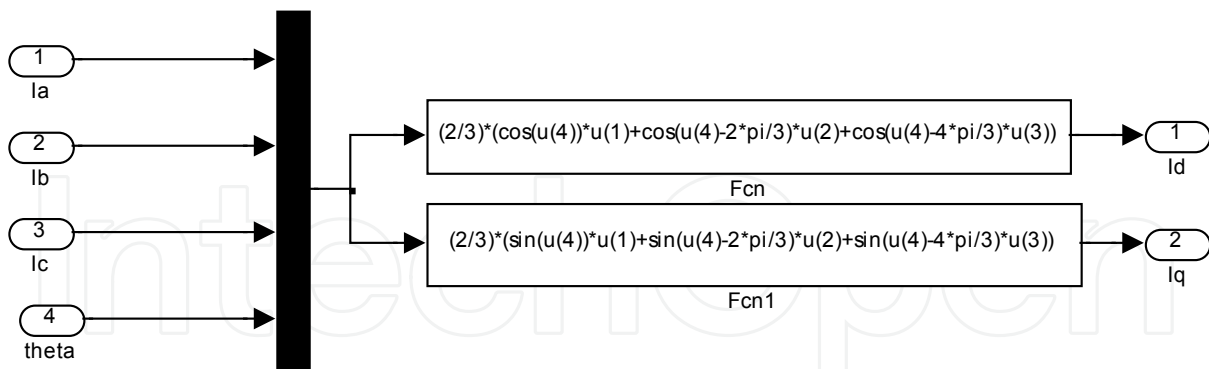 1
Ia
2
Ib
3
Ic
4
theta
(2/3)*(cos(u(4))*u(1)+cos(u(4)-2*pi/3)*u(2)+cos(u(4)-4*pi/3)*u(3))
Fcn
(2/3)*(sin(u(4))*u(1)+sin(u(4)-2*pi/3)*u(2)+sin(u(4)-4*pi/3)*u(3))
Fcn1
1
Id
2
Iq
IntechOpen